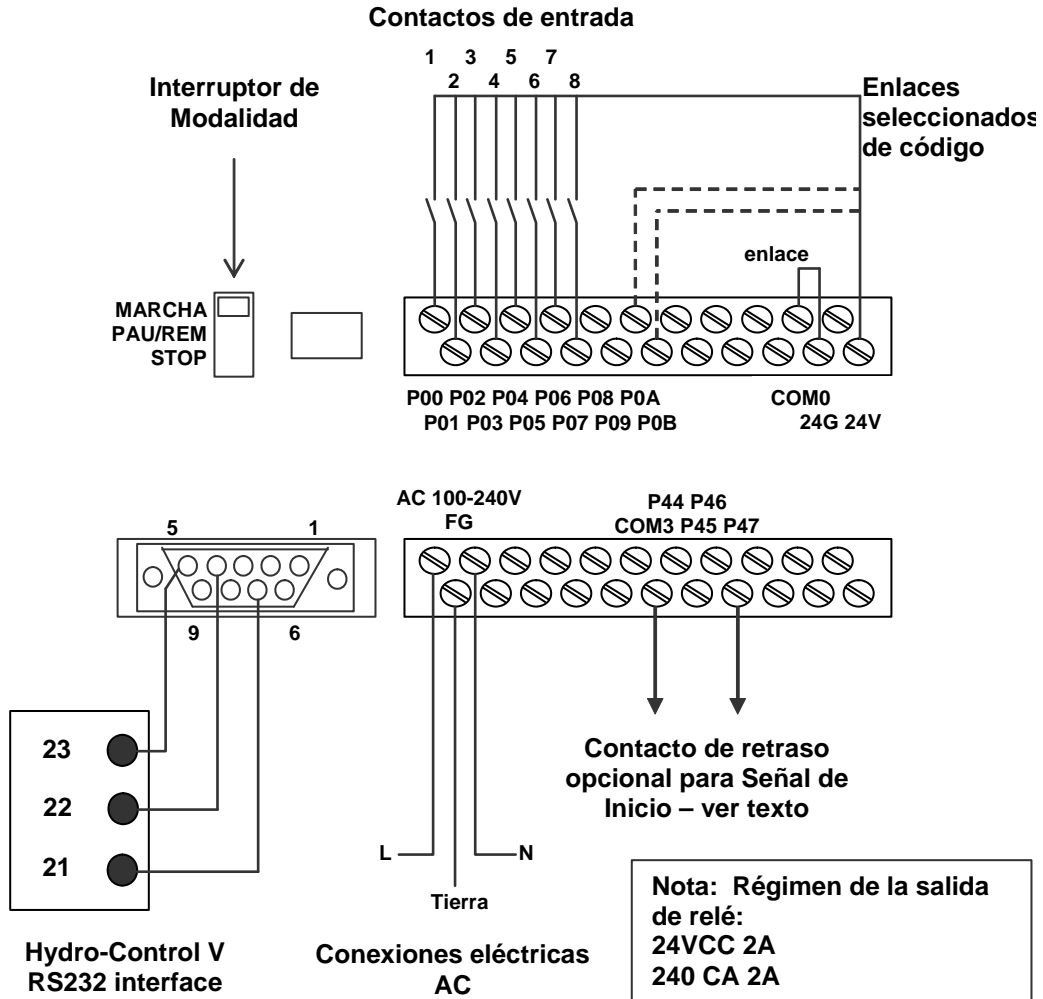 Contactos de entrada
1 3 5 7
2 4 6 8
Interruptor de
Modalidad
Enlaces
seleccionados
de código
enlace
MARCHA
PAU/REM
STOP
P00 P02 P04 P06 P08 P0A COM0
P01 P03 P05 P07 P09 P0B 24G 24V
AC 100-240V
FG
P44 P46
COM3 P45 P47
5 1
9 6
23
22
21
Contacto de retraso
opcional para Señal de
Inicio – ver texto
L N
Tierra
Hydro-Control V
RS232 interface
Conexiones eléctricas
AC
Nota: Régimen de la salida
de relé:
24VCC 2A
240 CA 2A